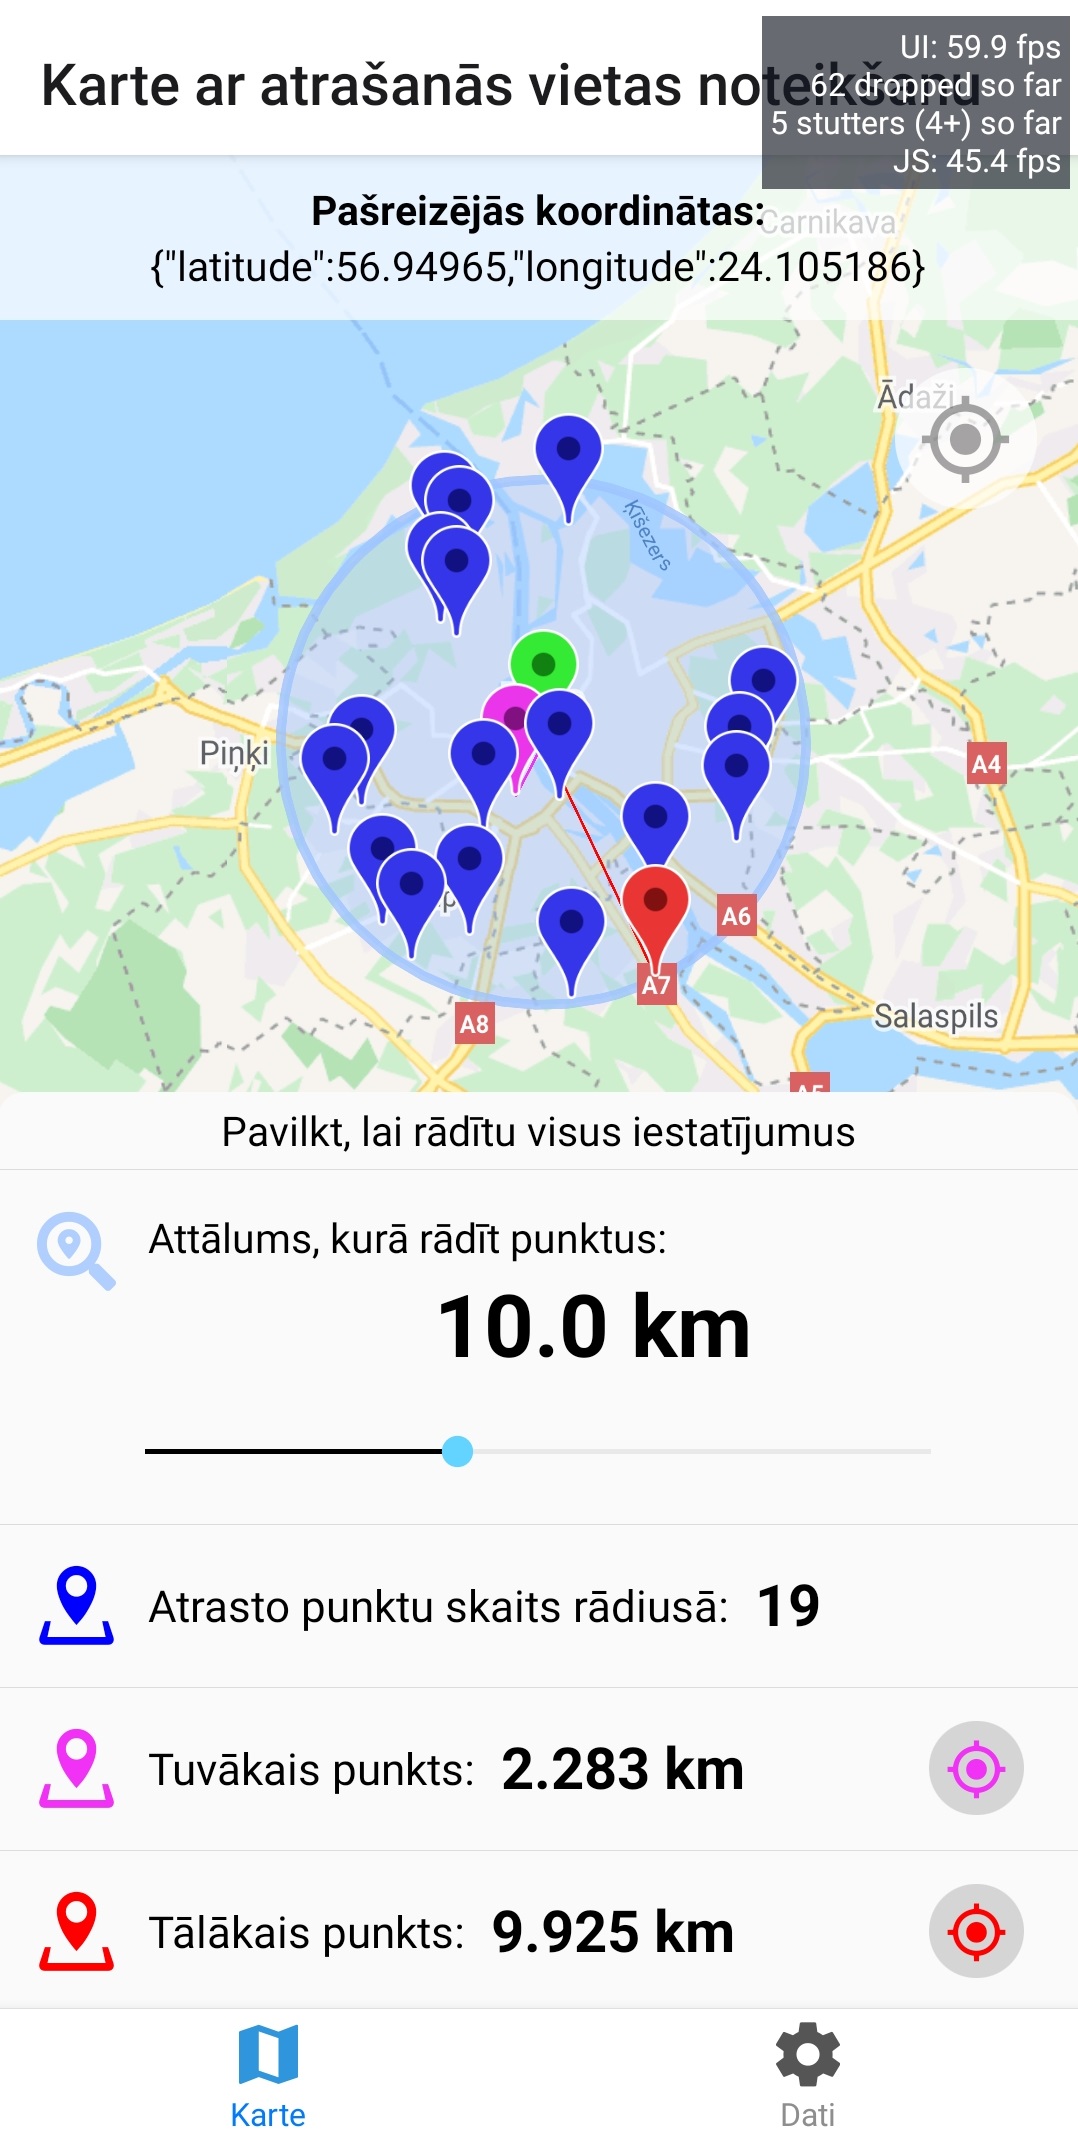 Karte ar atrašanās vietas noteikšanu
UI: 59.9 fps
62 dropped so far
5 stutters (4+) so far
JS: 45.4 fps
Pašreizējās koordinātas:
{"latitude":56.94965,"longitude":24.105186}
Carnikava
Ādaži
Ķīšezers
Piņķi
A4
A6
A7
A8
Salaspils
A5
Pavilkt, lai rādītu visus iestatījumus
Attālums, kurā rādīt punktus:
10.0 km
Atrasto punktu skaits rādiusā: 19
Tuvākais punkts: 2.283 km
Tālākais punkts: 9.925 km
Karte
Dati